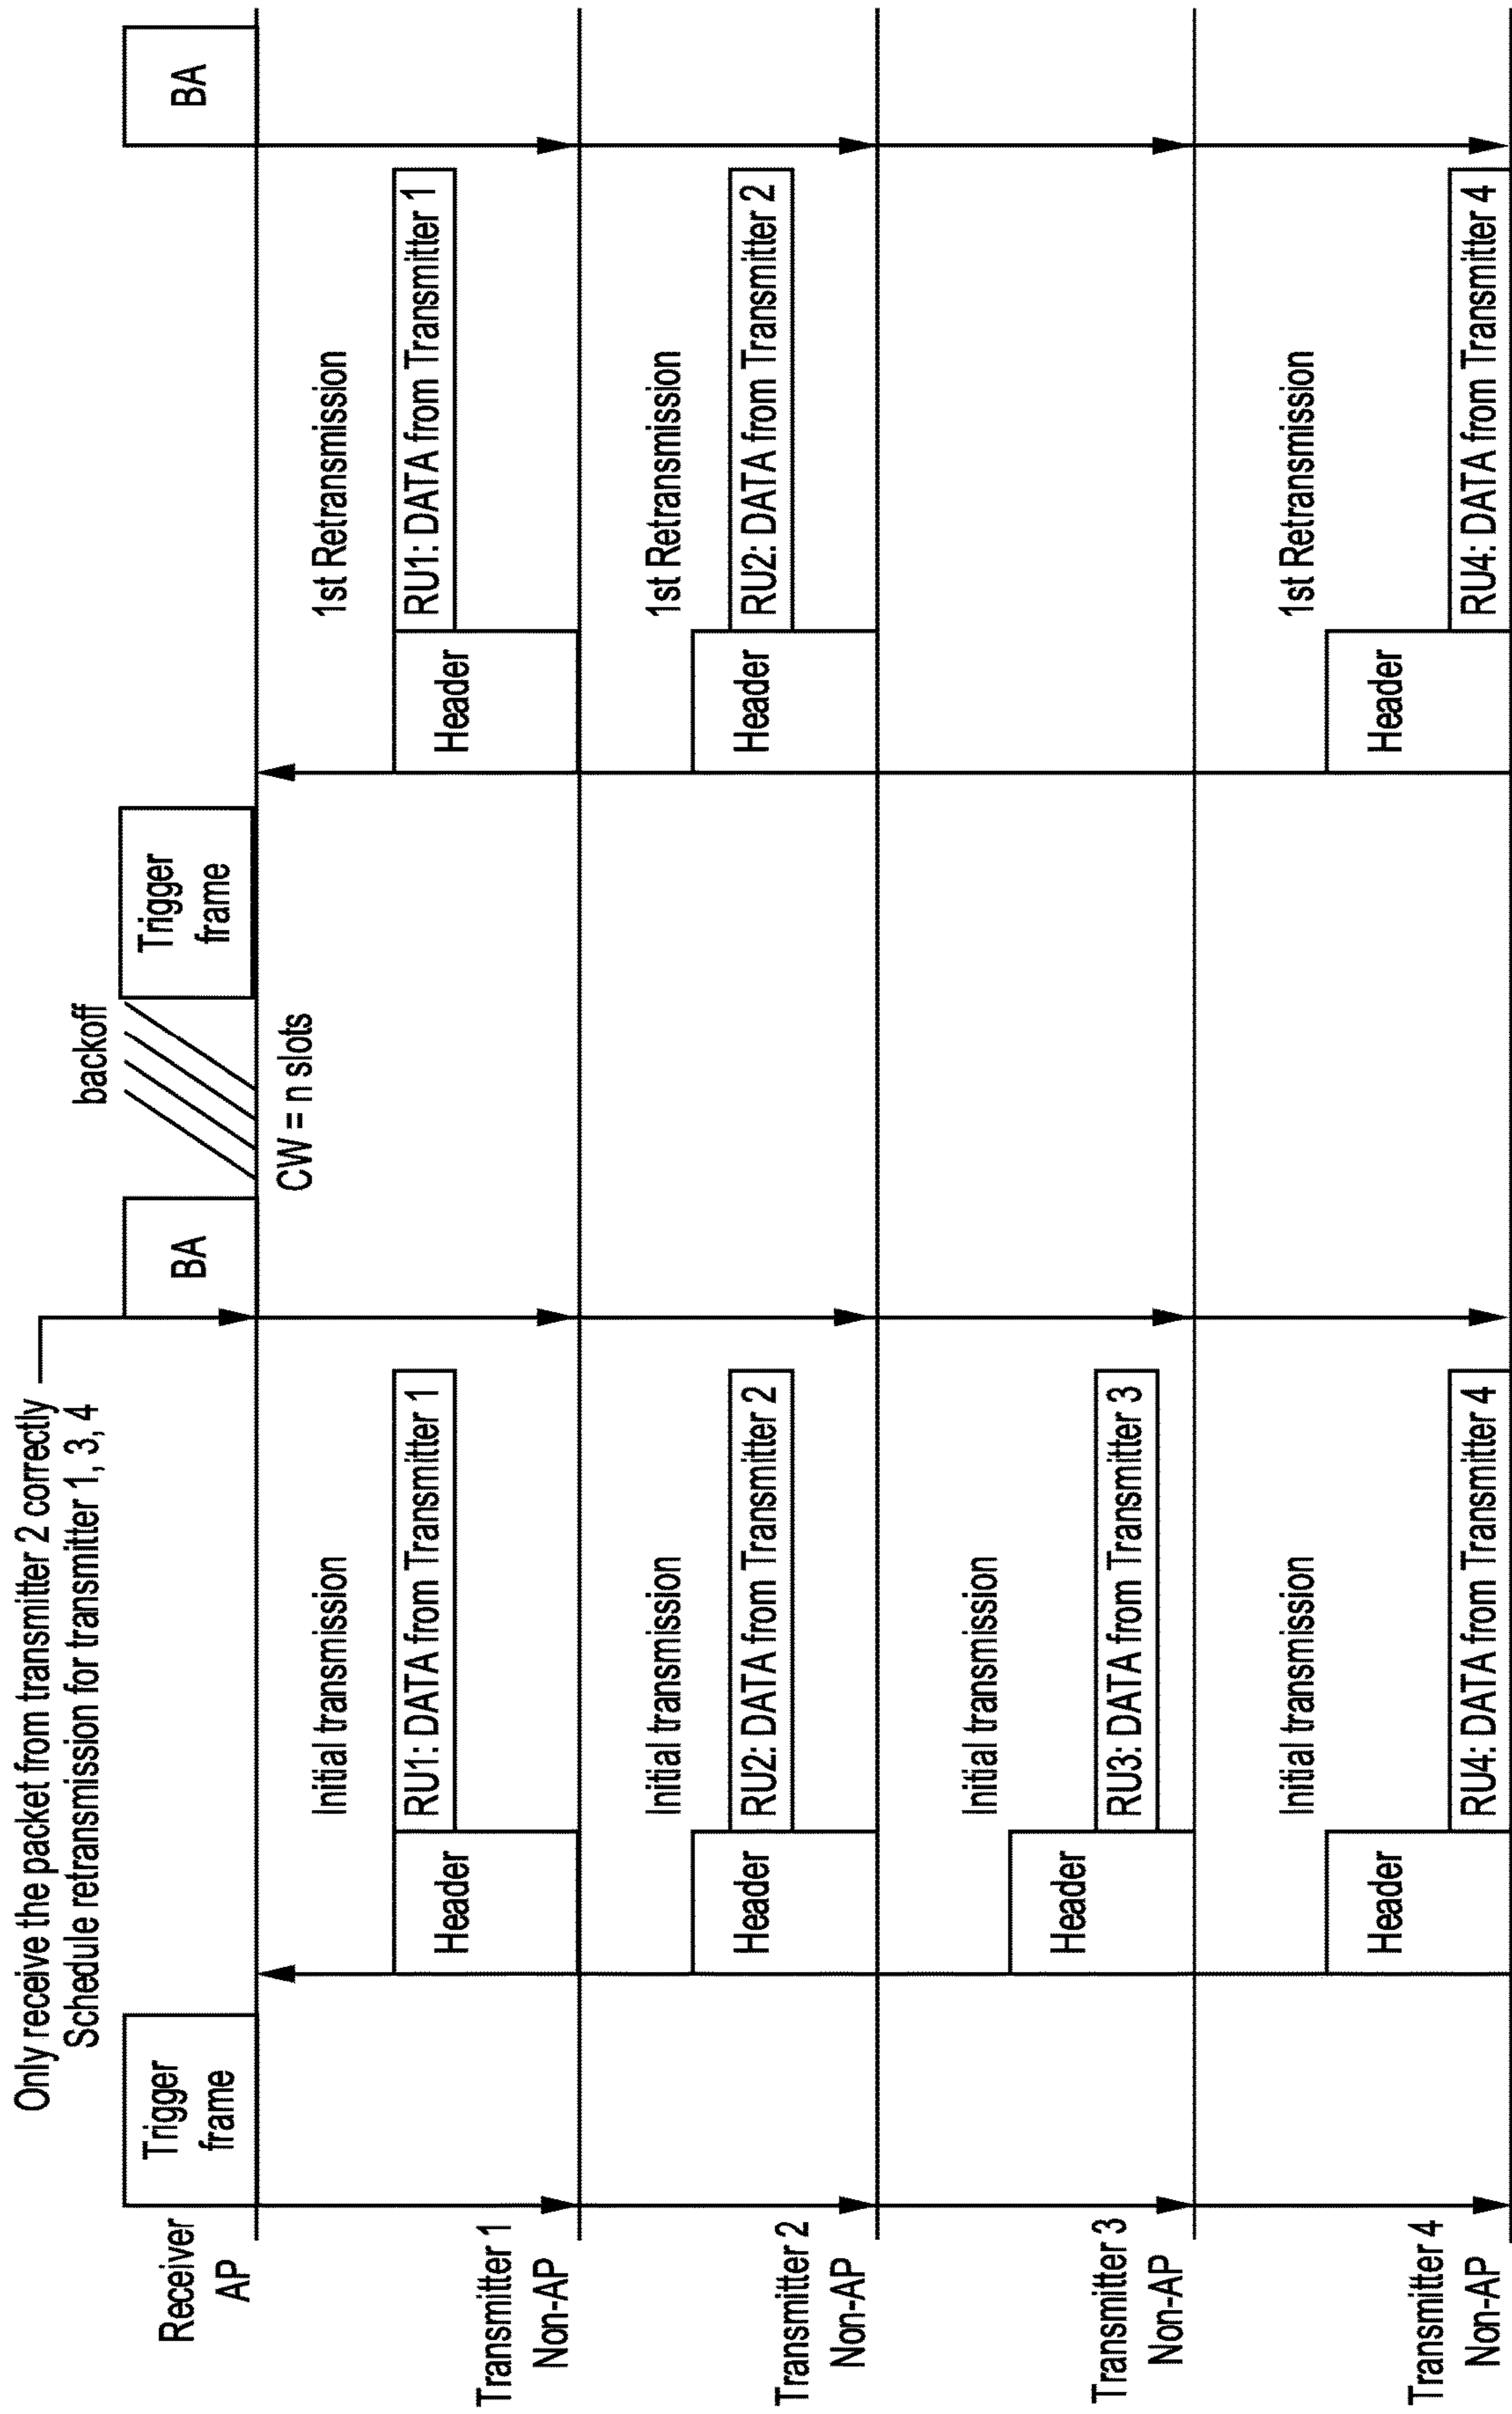 Only receive the packet from transmitter 2 correctly
Schedule retransmission for transmitter 1, 3, 4
Receiver
AP
Trigger
frame
BA
backoff
CW = n slots
Trigger
frame
BA
Transmitter 1
Non-AP
Header
Initial transmission
RU1: DATA from Transmitter 1
Header
1st Retransmission
RU1: DATA from Transmitter 1
Transmitter 2
Non-AP
Header
Initial transmission
RU2: DATA from Transmitter 2
Header
1st Retransmission
RU2: DATA from Transmitter 2
Transmitter 3
Non-AP
Header
Initial transmission
RU3: DATA from Transmitter 3
Transmitter 4
Non-AP
Header
Initial transmission
RU4: DATA from Transmitter 4
Header
1st Retransmission
RU4: DATA from Transmitter 4